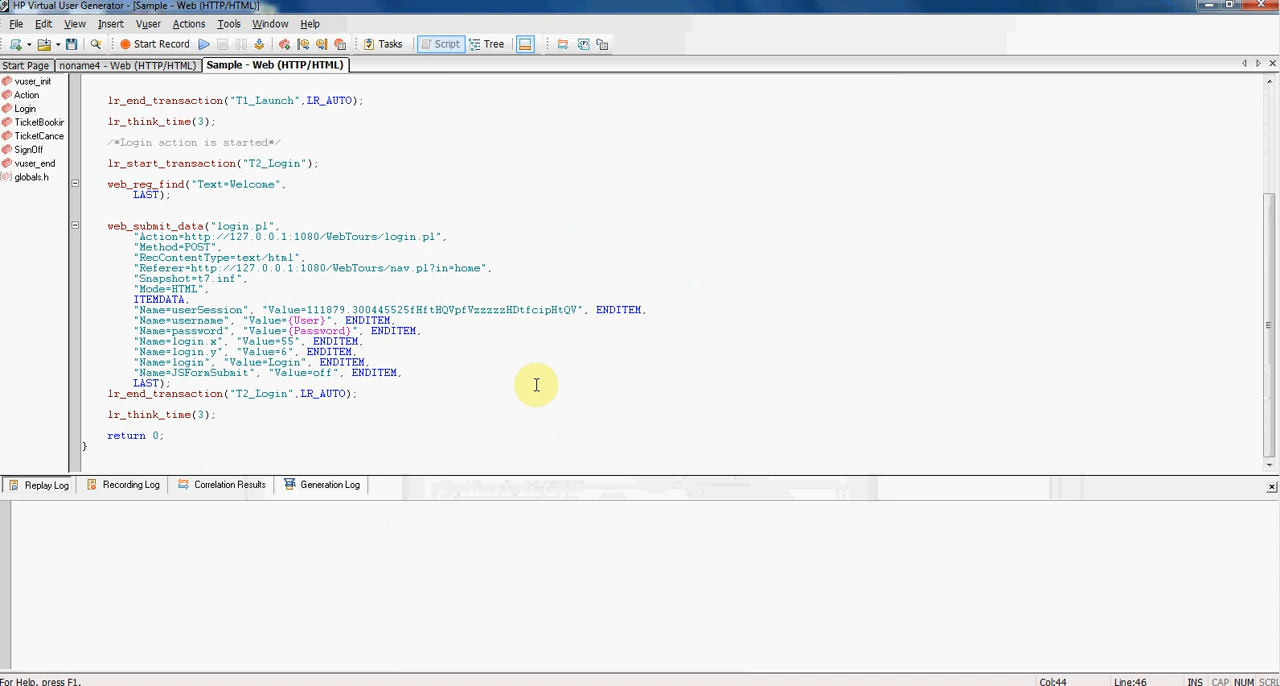 HP Virtual User Generator - [Sample - Web (HTTP/HTML)]
File Edit View Insert Vuser Actions Tools Window Help
Start Record Tasks Script Tree
Start Page noname4 - Web (HTTP/HTML) Sample - Web (HTTP/HTML)
vuser_init
Action
Login
TicketBookin
TicketCance
SignOff
vuser_end
globals.h
lr_end_transaction("T1_Launch",LR_AUTO);
lr_think_time(3);
/*Login action is started*/
lr_start_transaction("T2_Login");
web_reg_find("Text=Welcome",
LAST);
web_submit_data("login.pl",
"Action=http://127.0.0.1:1080/WebTours/login.pl",
"Method=POST",
"RecContentType=text/html",
"Referer=http://127.0.0.1:1080/WebTours/nav.pl?in=home",
"Snapshot=t7.inf",
"Mode=HTML",
ITEMDATA,
"Name=userSession", "Value=111879.300445525fHftHQVpfVzzzzzHDtfcipHtQV", ENDITEM,
"Name=username", "Value={User}", ENDITEM,
"Name=password", "Value={Password}", ENDITEM,
"Name=login.x", "Value=55", ENDITEM,
"Name=login.y", "Value=6", ENDITEM,
"Name=login", "Value=Login", ENDITEM,
"Name=JSFormSubmit", "Value=off", ENDITEM,
LAST);
lr_end_transaction("T2_Login",LR_AUTO);
lr_think_time(3);
return 0;
}
Replay Log Recording Log Correlation Results Generation Log
For Help, press F1. Col:44 Line:46 INS CAP NUM SCRL